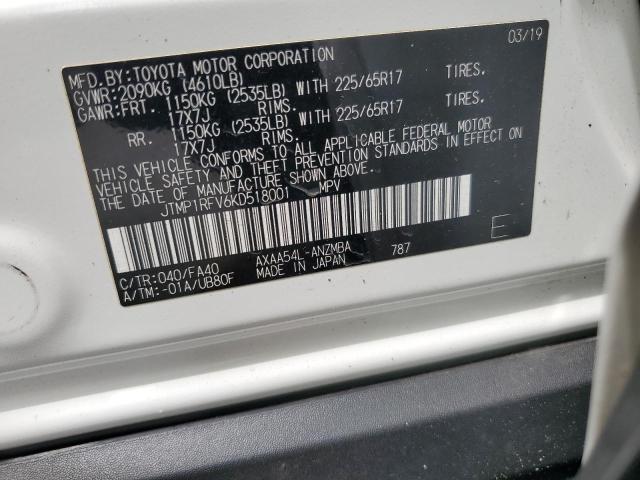 MFD.BY:TOYOTA MOTOR CORPORATION 03/19
GVWR:2090KG (4610LB)
GAWR:FRT. 1150KG (2535LB) WITH 225/65R17 TIRES.
17X7J RIMS.
RR. 1150KG (2535LB) WITH 225/65R17 TIRES.
17X7J RIMS.
THIS VEHICLE CONFORMS TO ALL APPLICABLE FEDERAL MOTOR
VEHICLE SAFETY AND THEFT PREVENTION STANDARDS IN EFFECT ON
THE DATE OF MANUFACTURE SHOWN ABOVE.
JTMP1RFV6KD518001 MPV
E
C/TR:040/FA40 AXAA54L-ANZMBA 787
A/TM:-01A/UB80F MADE IN JAPAN